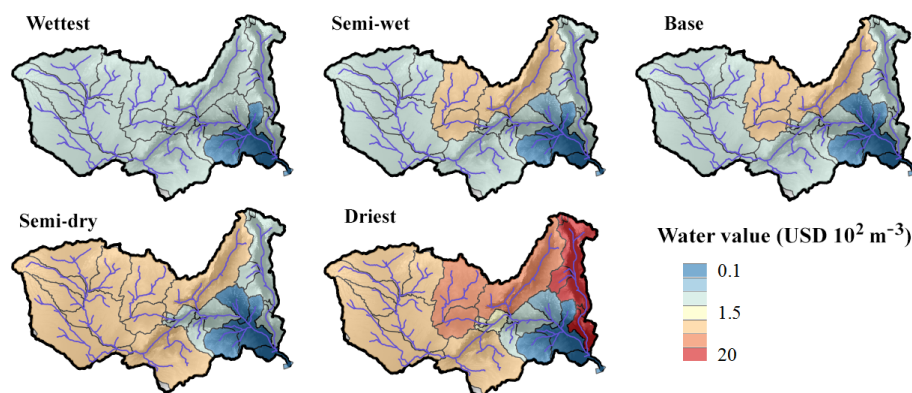 Wettest
Semi-wet
Base
Semi-dry
Driest
Water value (USD 10² m⁻³)
0.1
1.5
20